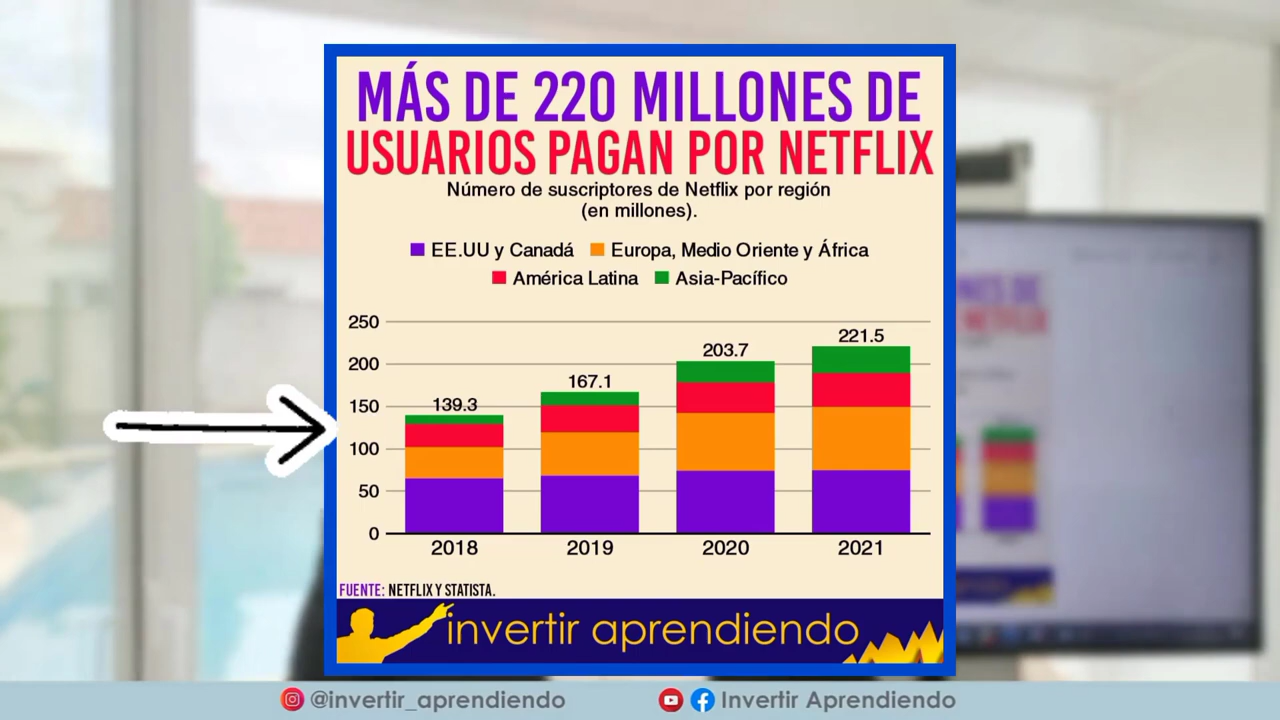 MÁS DE 220 MILLONES DE
USUARIOS PAGAN POR NETFLIX
Número de suscriptores de Netflix por región
(en millones).
EE.UU y Canadá Europa, Medio Oriente y África
América Latina Asia-Pacífico
250
200
150
100
50
0
139.3
167.1
203.7
221.5
2018 2019 2020 2021
FUENTE: NETFLIX Y STATISTA.
invertir aprendiendo
@invertir_aprendiendo Invertir Aprendiendo